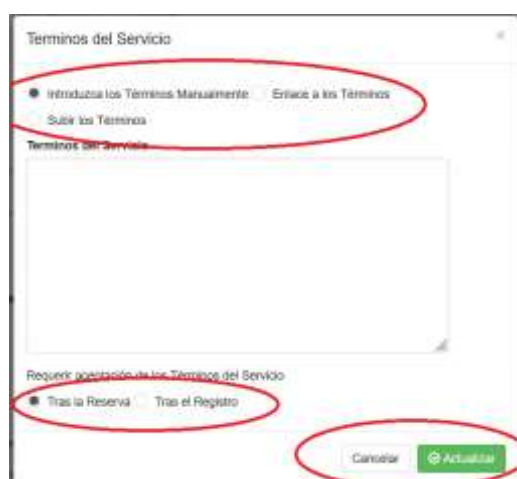 Terminos del Servicio
×
Introduzca los Términos Manualmente Enlace a los Términos
Subir los Términos
Terminos del Servicio
Requerir aceptación de los Términos del Servicio
Tras la Reserva Tras el Registro
Cancelar Actualizar